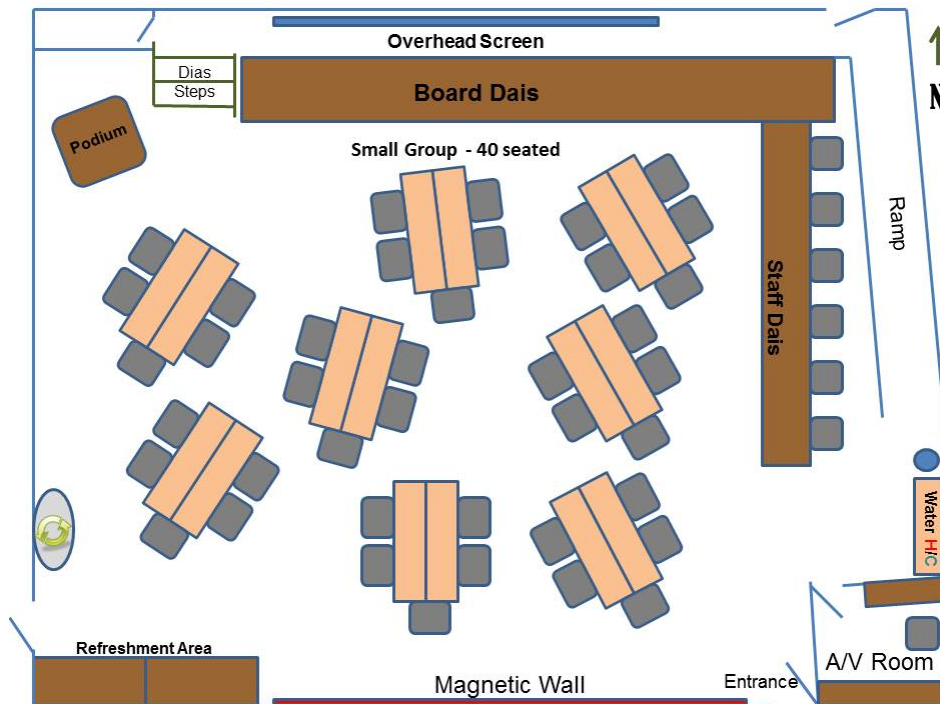 Overhead Screen
Dias
Steps
Board Dais
N
Podium
Small Group - 40 seated
Ramp
Staff Dais
Water H/C
Refreshment Area
Magnetic Wall
Entrance
A/V Room